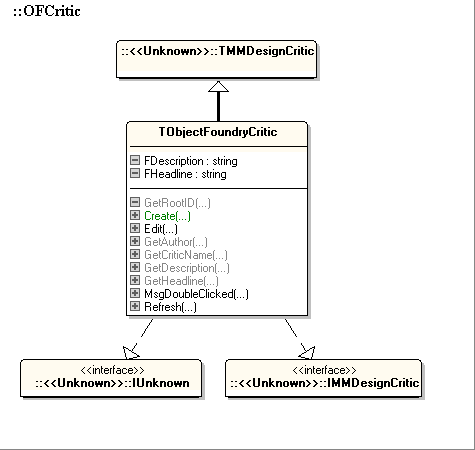 ::OFCritic
::<<Unknown>>::TMMDesignCritic
TObjectFoundryCritic
FDescription : string
FHeadline : string
GetRootID(...)
Create(...)
Edit(...)
GetAuthor(...)
GetCriticName(...)
GetDescription(...)
GetHeadline(...)
MsgDoubleClicked(...)
Refresh(...)
<<interface>>
::<<Unknown>>::IUnknown
<<interface>>
::<<Unknown>>::IMMDesignCritic